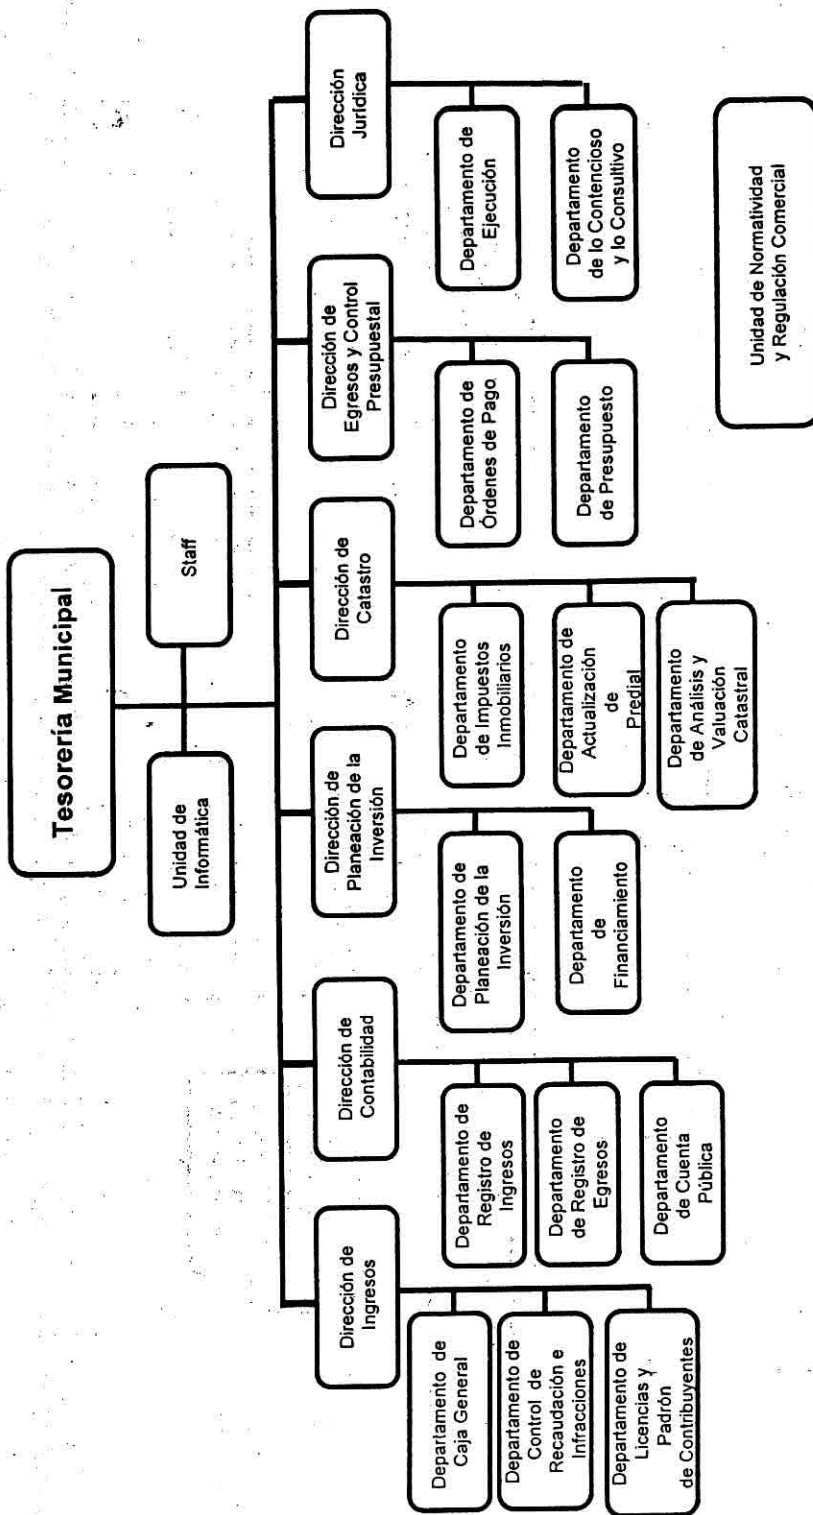 Tesorería Municipal
Unidad de
Informática
Staff
Dirección de
Ingresos
Dirección de
Contabilidad
Dirección de
Planeación de la
Inversión
Dirección de
Catastro
Dirección de
Egresos y Control
Presupuestal
Dirección
Jurídica
Departamento de
Caja General
Departamento de
Control de
Recaudación e
Infracciones
Departamento de
Licencias y
Padrón
de Contribuyentes
Departamento de
Registro de
Ingresos
Departamento
de Registro de
Egresos
Departamento
de Cuenta
Pública
Departamento de
Planeación de la
Inversión
Departamento
de
Financiamiento
Departamento
de Impuestos
Inmobiliarios
Departamento de
Actualización
de
Predial
Departamento
de Análisis y
Valuación
Catastral
Departamento de
Órdenes de Pago
Departamento
de Presupuesto
Departamento de
Ejecución
Departamento
de lo Contencioso
y lo Consultivo
Unidad de Normatividad
y Regulación Comercial